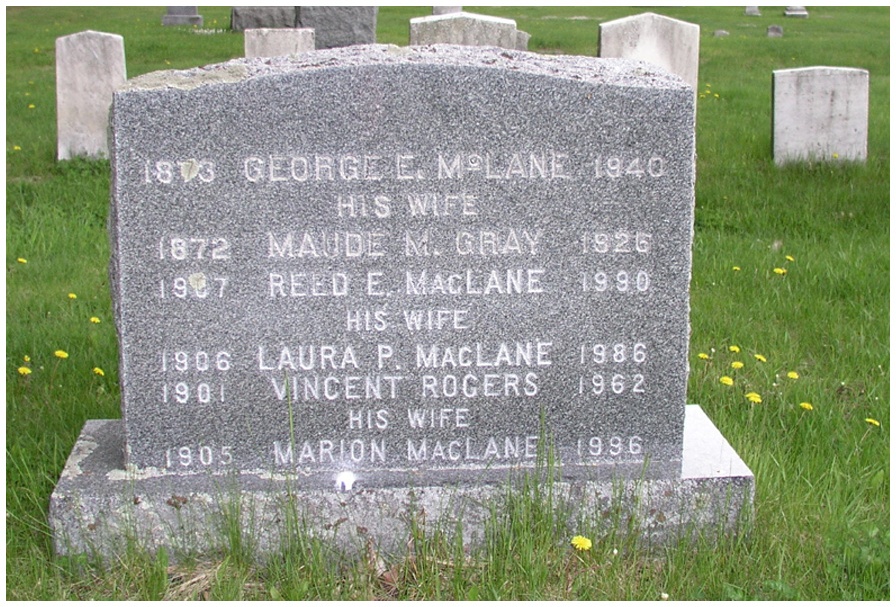 1873 GEORGE E. McLANE 1940
HIS WIFE
1872 MAUDE M. GRAY 1926
1907 REED E. MacLANE 1990
HIS WIFE
1906 LAURA P. MacLANE 1986
1901 VINCENT ROGERS 1962
HIS WIFE
1905 MARION MacLANE 1996